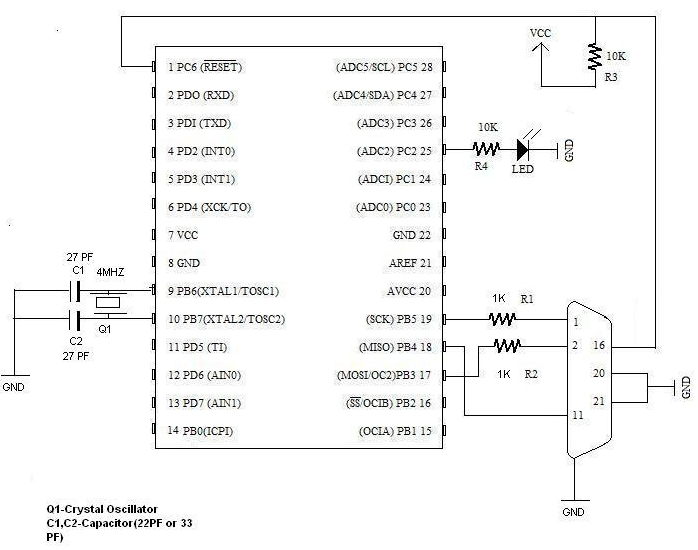 VCC
10K
R3
1 PC6 (RESET)
(ADC5/SCL) PC5 28
2 PDO (RXD)
(ADC4/SDA) PC4 27
3 PDI (TXD)
(ADC3) PC3 26
4 PD2 (INT0)
(ADC2) PC2 25
10K
R4
LED
GND
5 PD3 (INT1)
(ADCI) PC1 24
6 PD4 (XCK/TO)
(ADC0) PC0 23
7 VCC
GND 22
8 GND
AREF 21
27 PF
C1
4MHZ
9 PB6(XTAL1/TOSC1)
AVCC 20
10 PB7(XTAL2/TOSC2)
(SCK) PB5 19
1K R1
1
Q1
C2
27 PF
11 PD5 (TI)
(MISO) PB4 18
2
16
GND
12 PD6 (AIN0)
(MOSI/OC2)PB3 17
1K R2
20
GND
13 PD7 (AIN1)
(SS/OCIB) PB2 16
21
11
14 PB0(ICPI)
(OCIA) PB1 15
GND
Q1-Crystal Oscillator
C1,C2-Capacitor(22PF or 33
PF)